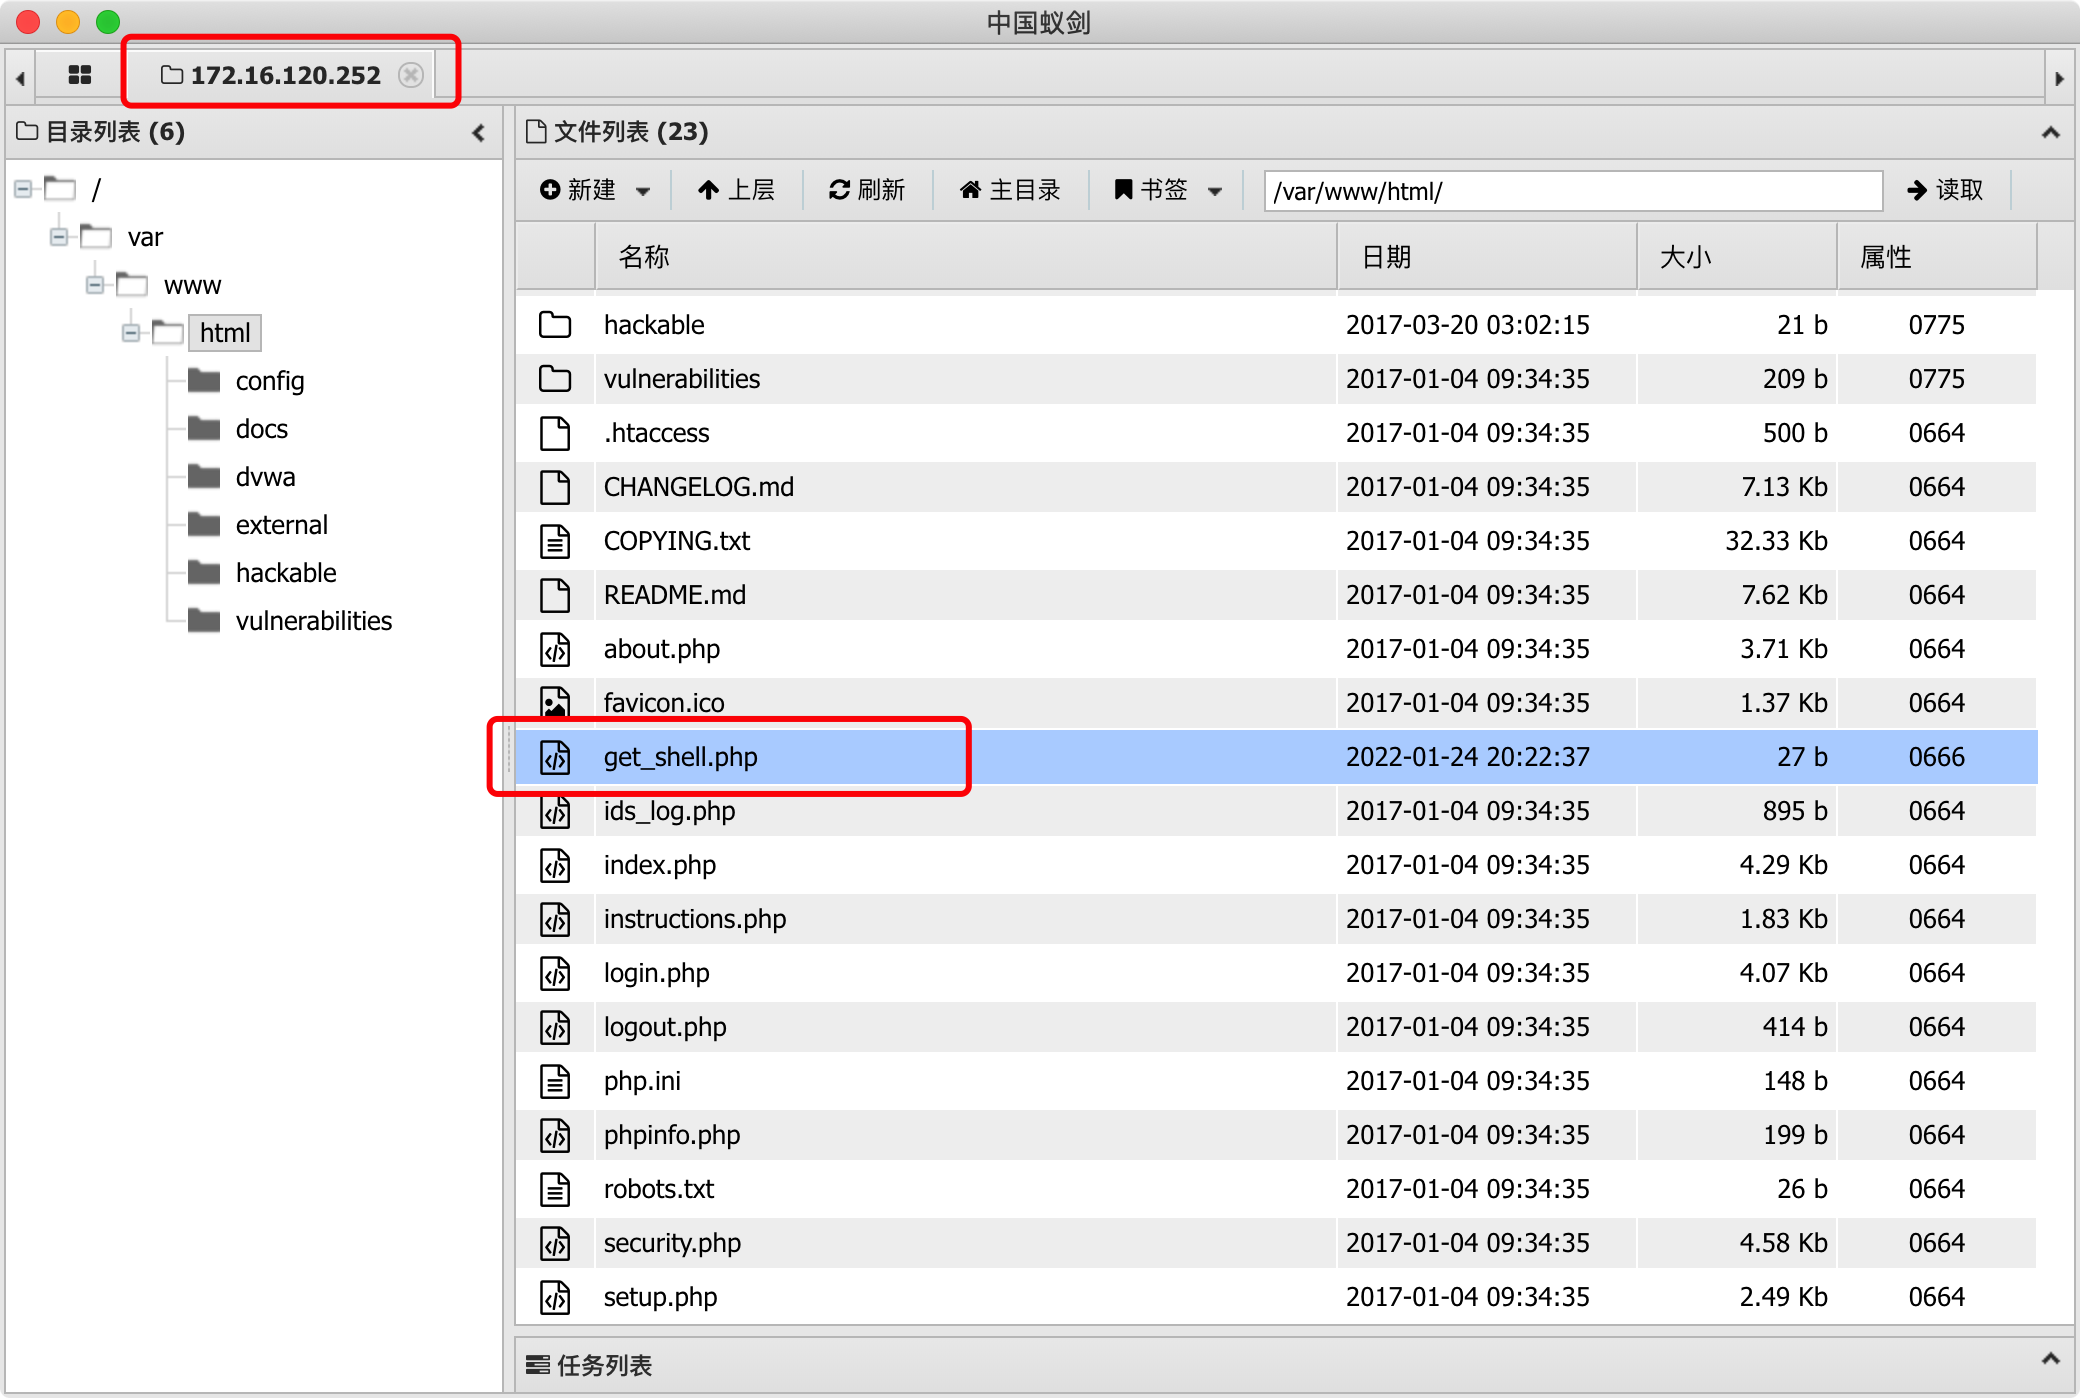 中国蚁剑
172.16.120.252
目录列表 (6)
/
var
www
html
config
docs
dvwa
external
hackable
vulnerabilities
文件列表 (23)
新建 上层 刷新 主目录 书签 /var/www/html/ 读取
名称 日期 大小 属性
hackable 2017-03-20 03:02:15 21 b 0775
vulnerabilities 2017-01-04 09:34:35 209 b 0775
.htaccess 2017-01-04 09:34:35 500 b 0664
CHANGELOG.md 2017-01-04 09:34:35 7.13 Kb 0664
COPYING.txt 2017-01-04 09:34:35 32.33 Kb 0664
README.md 2017-01-04 09:34:35 7.62 Kb 0664
about.php 2017-01-04 09:34:35 3.71 Kb 0664
favicon.ico 2017-01-04 09:34:35 1.37 Kb 0664
get_shell.php 2022-01-24 20:22:37 27 b 0666
ids_log.php 2017-01-04 09:34:35 895 b 0664
index.php 2017-01-04 09:34:35 4.29 Kb 0664
instructions.php 2017-01-04 09:34:35 1.83 Kb 0664
login.php 2017-01-04 09:34:35 4.07 Kb 0664
logout.php 2017-01-04 09:34:35 414 b 0664
php.ini 2017-01-04 09:34:35 148 b 0664
phpinfo.php 2017-01-04 09:34:35 199 b 0664
robots.txt 2017-01-04 09:34:35 26 b 0664
security.php 2017-01-04 09:34:35 4.58 Kb 0664
setup.php 2017-01-04 09:34:35 2.49 Kb 0664
任务列表